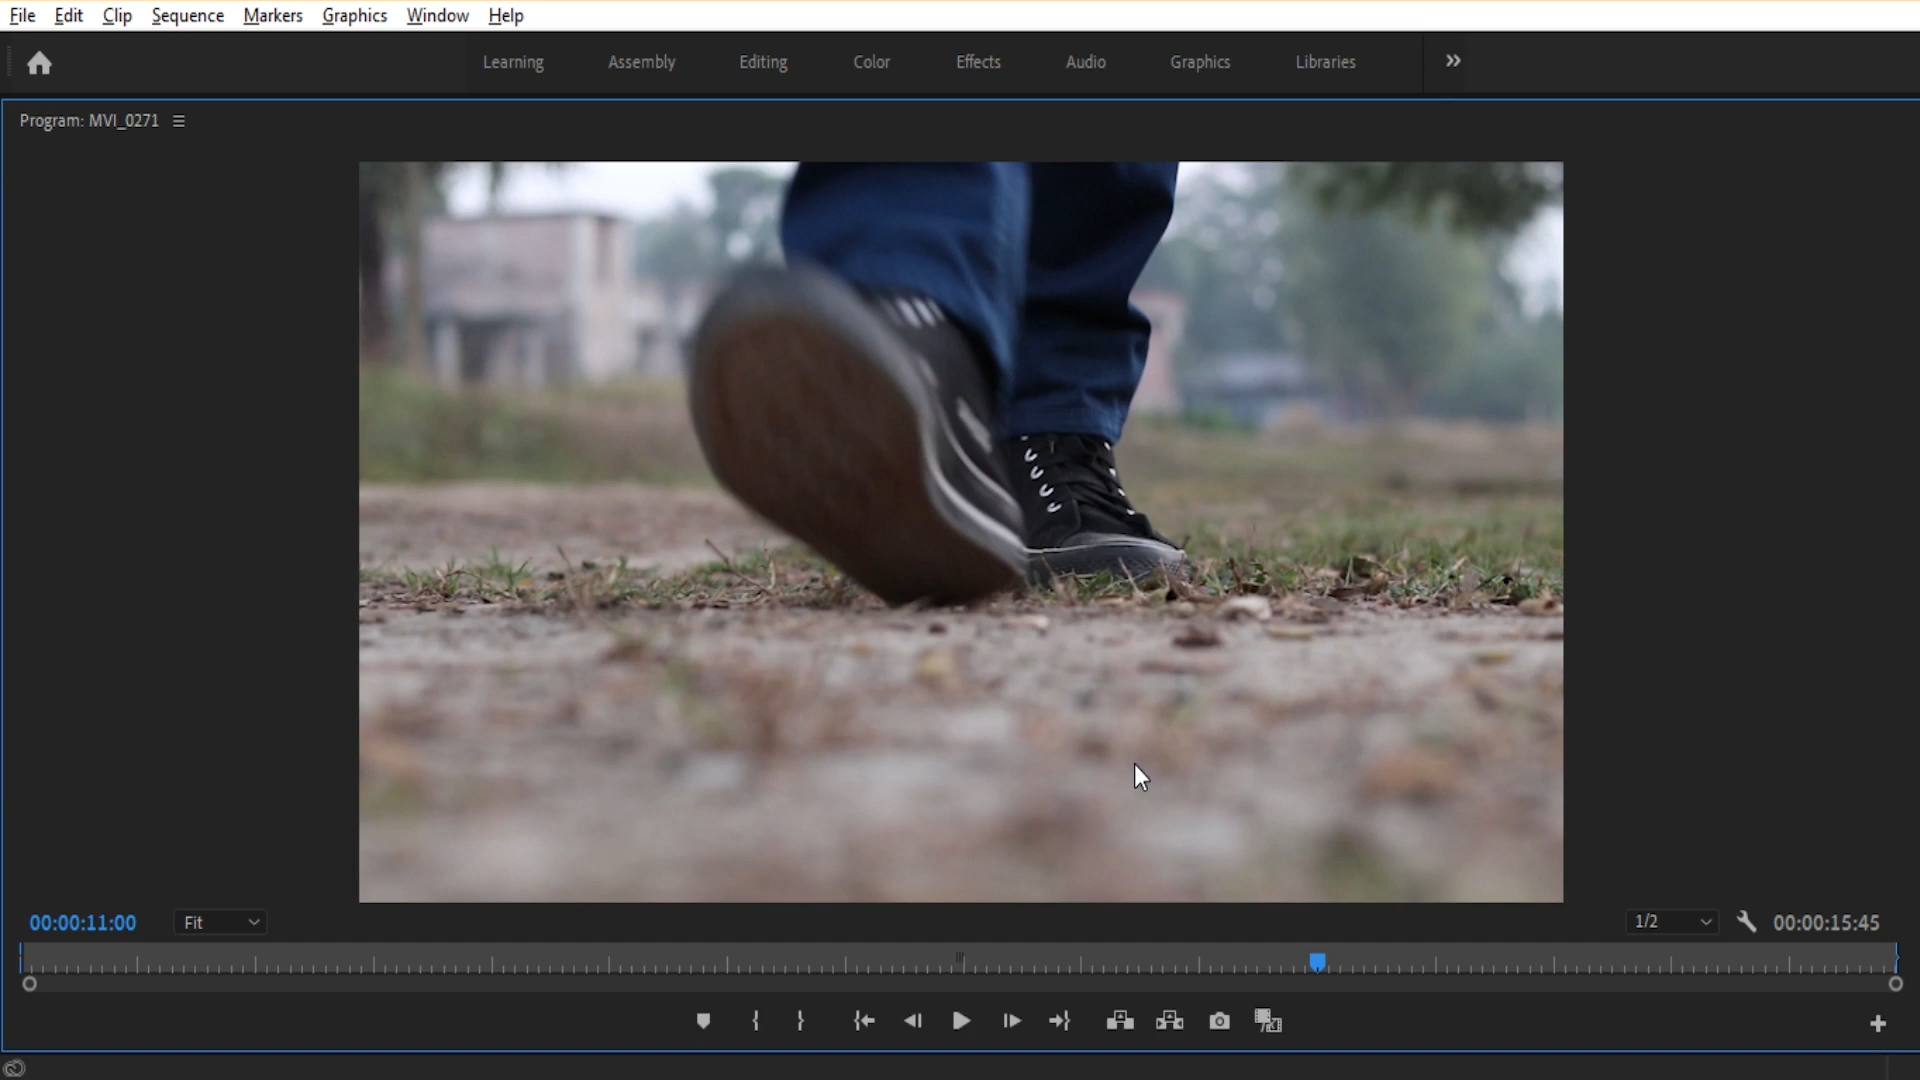 File Edit Clip Sequence Markers Graphics Window Help
Learning Assembly Editing Color Effects Audio Graphics Libraries
Program: MVI_0271
00:00:11:00 Fit 1/2 00:00:15:45